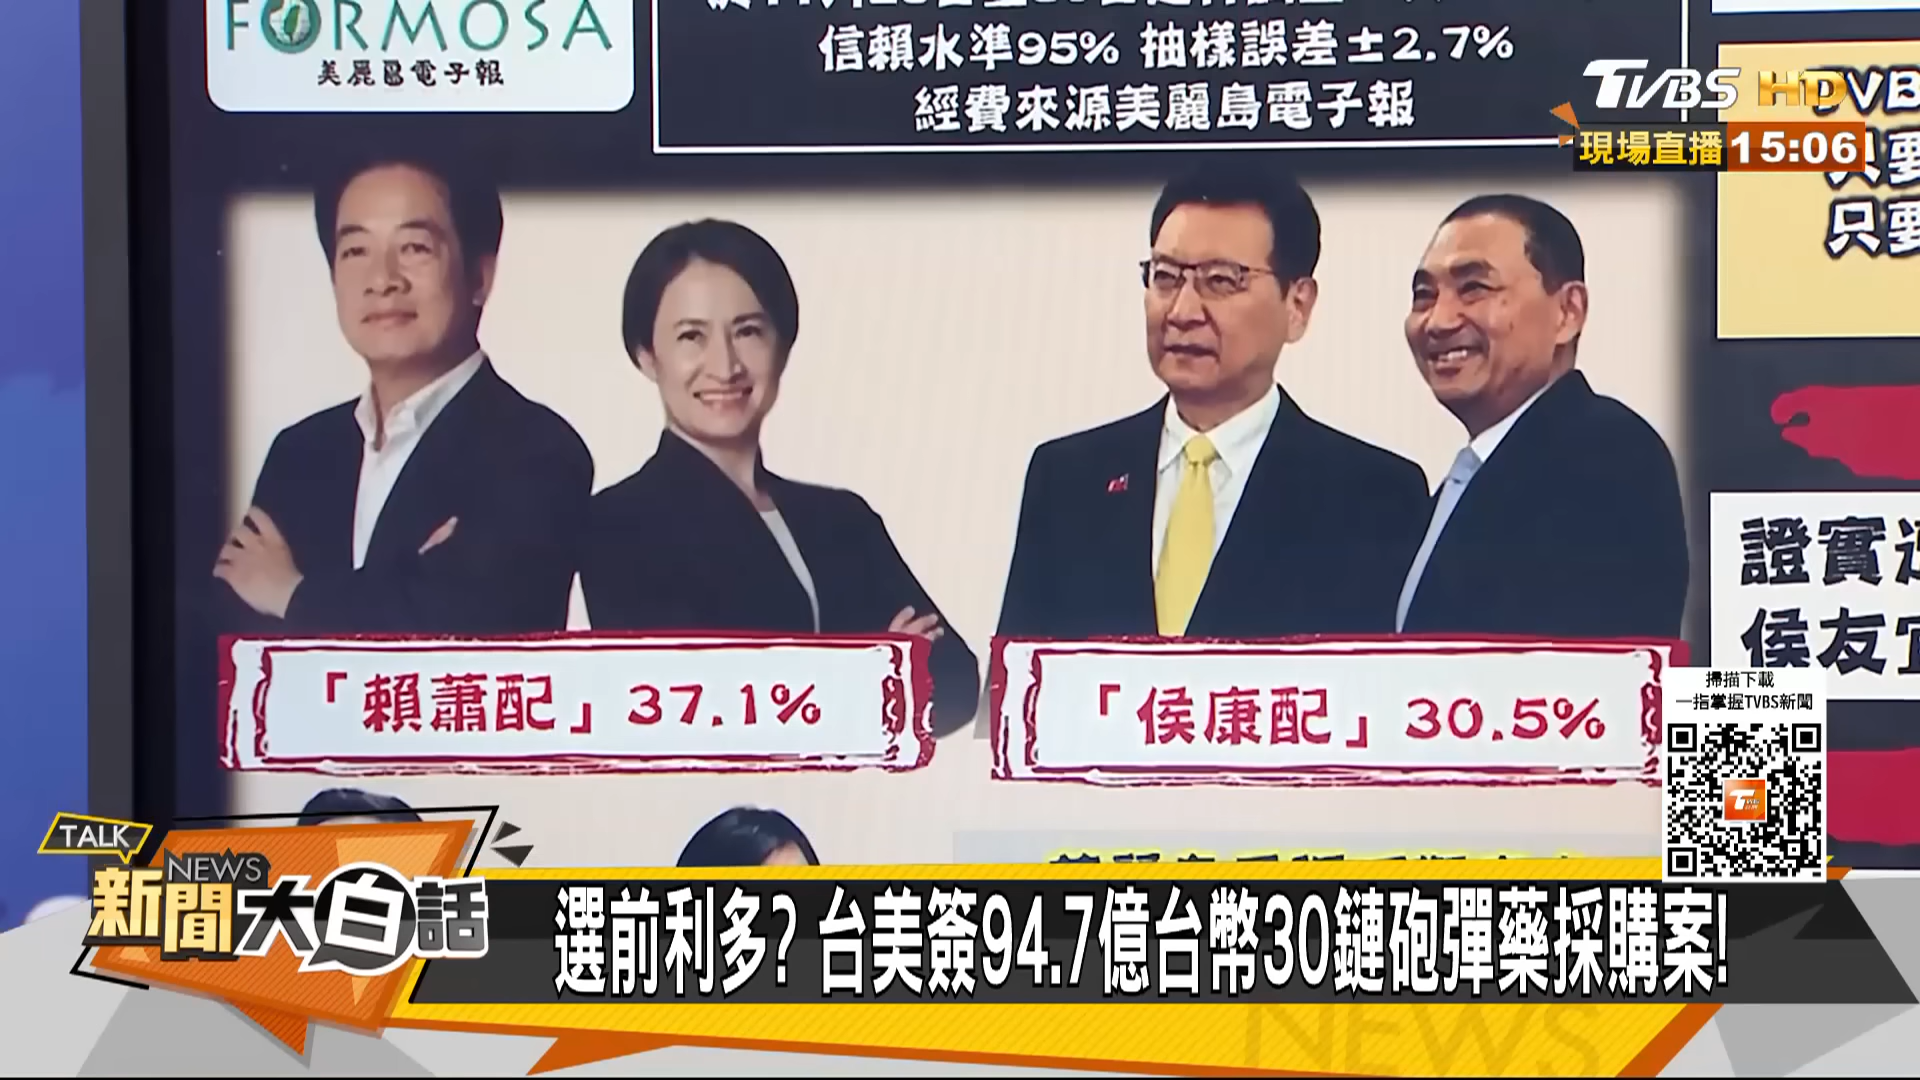 FORMOSA
美麗島電子報
信賴水準95% 抽樣誤差±2.7%
經費來源美麗島電子報
TVBS HD
現場直播 15:06
TVB
只要
只要
「賴蕭配」37.1%
「侯康配」30.5%
證實
侯友宜
掃描下載
一指掌握TVBS新聞
TALK
NEWS
新聞大白話
選前利多? 台美簽94.7億台幣30鏈砲彈藥採購案!
NEWS